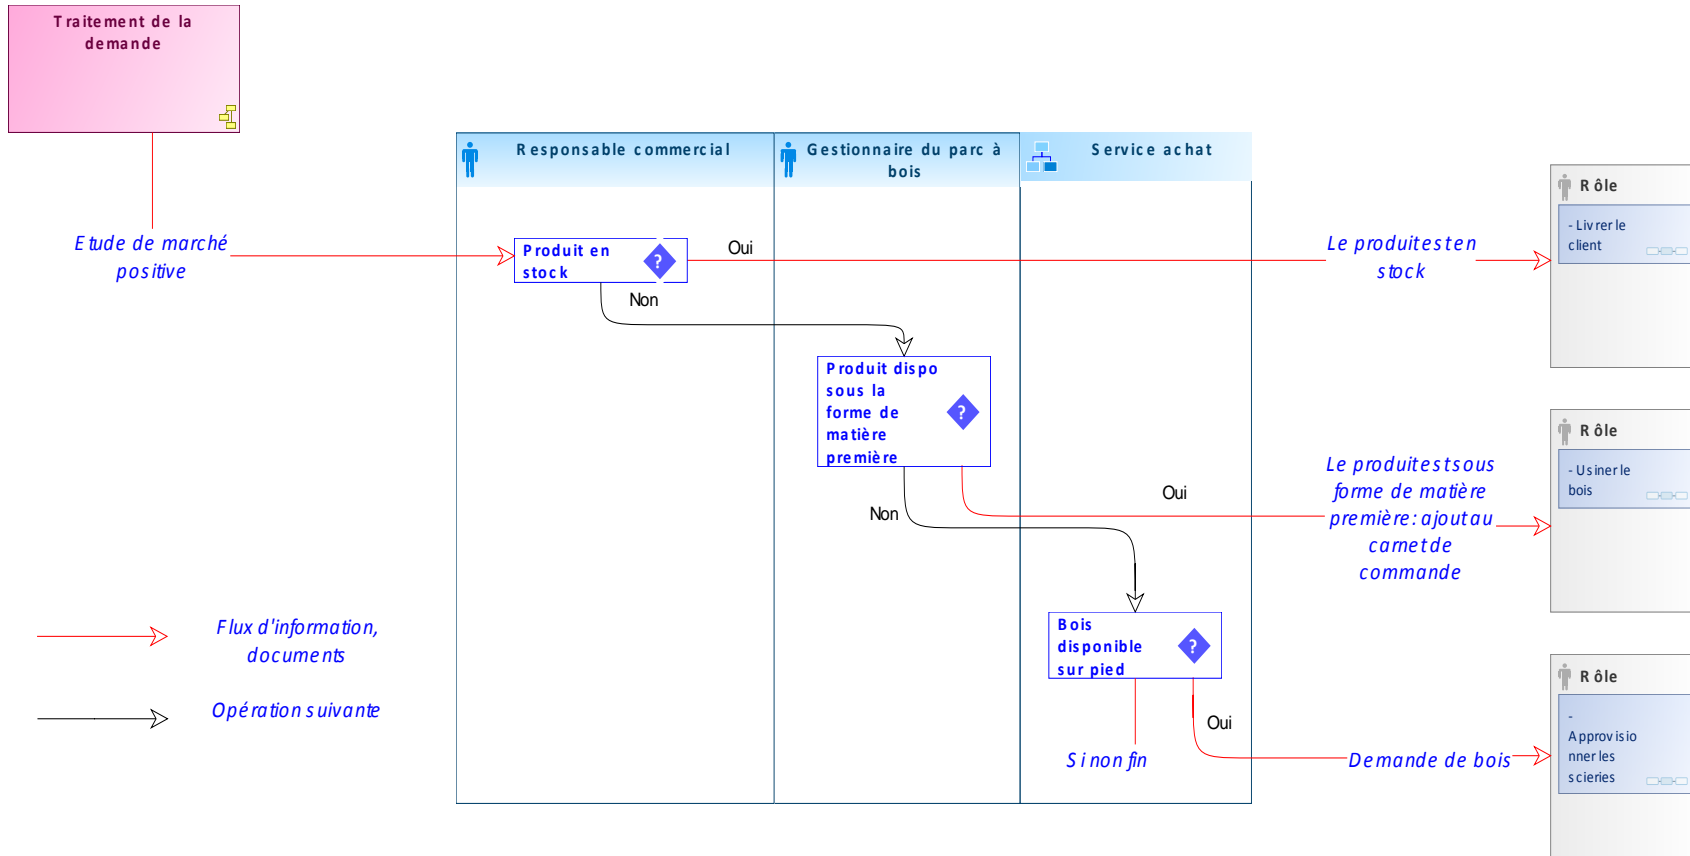 Traitement de la
demande
Responsable commercial
Gestionnaire du parc à
bois
Service achat
Rôle
- Livrer le
client
Etude de marché
positive
Produit en
stock
?
Oui
Le produit est en
stock
Non
Produit dispo
sous la
forme de
matière
première
?
Rôle
- Usiner le
bois
Le produit est sous
forme de matière
première : ajout au
carnet de
commande
Oui
Non
Flux d'information,
documents
Bois
disponible
sur pied
?
Rôle
-
Approvisio
nner les
scieries
Opération suivante
Oui
Si non fin
Demande de bois